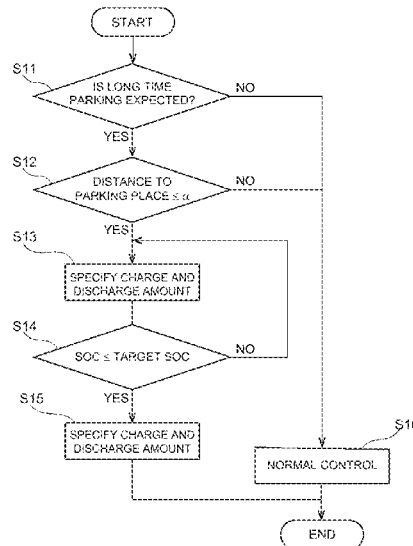 START
S11
IS LONG TIME
PARKING EXPECTED?
NO
YES
S12
DISTANCE TO
PARKING PLACE ≤ α
NO
YES
S13
SPECIFY CHARGE AND
DISCHARGE AMOUNT
S14
SOC ≤ TARGET SOC
NO
YES
S15
SPECIFY CHARGE AND
DISCHARGE AMOUNT
NORMAL CONTROL
END